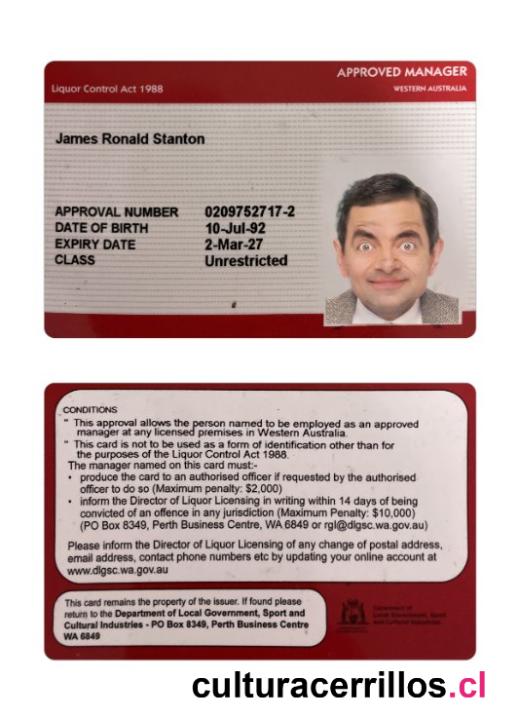 APPROVED MANAGER
Liquor Control Act 1988
WESTERN AUSTRALIA
James Ronald Stanton
APPROVAL NUMBER 0209752717-2
DATE OF BIRTH 10-Jul-92
EXPIRY DATE 2-Mar-27
CLASS Unrestricted
CONDITIONS
" This approval allows the person named to be employed as an approved
manager at any licensed premises in Western Australia.
" This card is not to be used as a form of identification other than for
the purposes of the Liquor Control Act 1988.
The manager named on this card must:-
• produce the card to an authorised officer if requested by the authorised
officer to do so (Maximum penalty: $2,000)
• inform the Director of Liquor Licensing in writing within 14 days of being
convicted of an offence in any jurisdiction (Maximum Penalty: $10,000)
(PO Box 8349, Perth Business Centre, WA 6849 or rgl@dlgsc.wa.gov.au)
Please inform the Director of Liquor Licensing of any change of postal address,
email address, contact phone numbers etc by updating your online account at
www.dlgsc.wa.gov.au
This card remains the property of the issuer. If found please
return to the Department of Local Government, Sport and
Cultural Industries - PO Box 8349, Perth Business Centre
WA 6849
Department of
Local Government, Sport
and Cultural Industries
culturacerrillos.cl